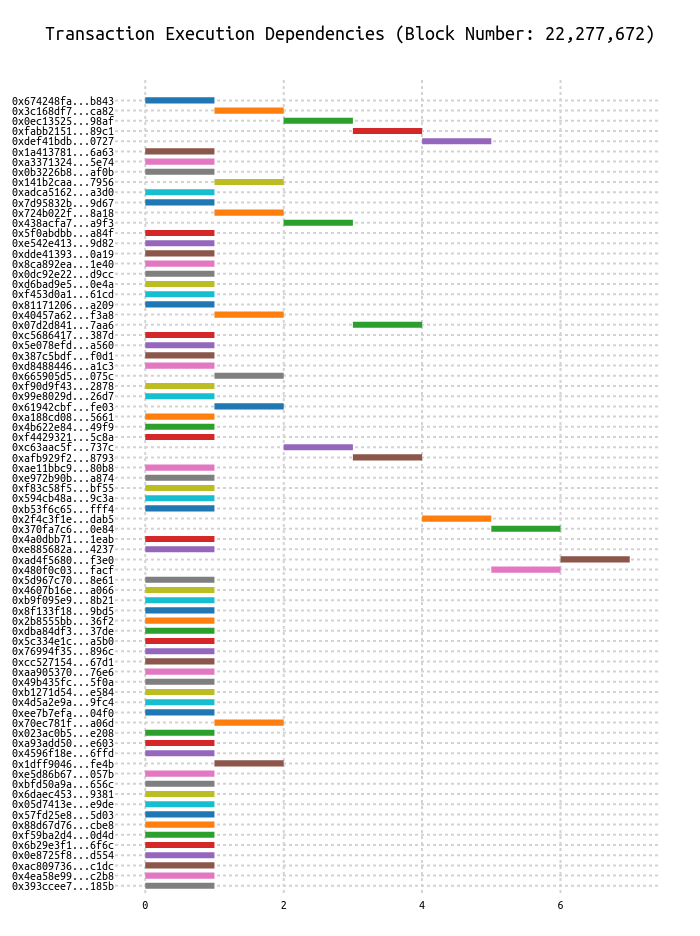 Transaction Execution Dependencies (Block Number: 22,277,672)
0x674248fa...b843
0x3c168df7...ca82
0x0ec13525...98af
0xfabb2151...89c1
0xdef41bdb...0727
0x1a413781...6a63
0xa3371324...5e74
0x0b3226b8...af0b
0x141b2caa...7956
0xadca5162...a3d0
0x7d95832b...9d67
0x724b022f...8a18
0x438acfa7...a9f3
0x5f0abdbb...a84f
0xe542e413...9d82
0xdde41393...0a19
0x8ca892ea...1e40
0x0dc92e22...d9cc
0xd6bad9e5...0e4a
0xf453d0a1...61cd
0x81171206...a209
0x40457a62...f3a8
0x07d2d841...7aa6
0xc5686417...387d
0x5e078efd...a560
0x387c5bdf...f0d1
0xd8488446...a1c3
0x665905d5...075c
0xf90d9f43...2878
0x99e8029d...26d7
0x61942cbf...fe03
0xa188cd08...5661
0x4b622e84...49f9
0xf4429321...5c8a
0xc63aac5f...737c
0xafb929f2...8793
0xae11bbc9...80b8
0xe972b90b...a874
0xf83c58f5...bf55
0x594cb48a...9c3a
0xb53f6c65...fff4
0x2f4c3f1e...dab5
0x370fa7c6...0e84
0x4a0dbb71...1eab
0xe885682a...4237
0xad4f5680...f3e0
0x480f0c03...facf
0x5d967c70...8e61
0x4607b16e...a066
0xb9f095e9...8b21
0x8f133f18...9bd5
0x2b8555bb...36f2
0xdba84df3...37de
0x5c334e1c...a5b0
0x76994f35...896c
0xcc527154...67d1
0xaa905370...76e6
0x49b435fc...5f0a
0xb1271d54...e584
0x4d5a2e9a...9fc4
0xee7b7efa...04f0
0x70ec781f...a06d
0x023ac0b5...e208
0xa93add50...e603
0x4596f18e...6ffd
0x1dff9046...fe4b
0xe5d86b67...057b
0xbfd50a9a...656c
0x6daec453...9381
0x05d7413e...e9de
0x57fd25e8...5d03
0x88d67d76...cbe8
0xf59ba2d4...0d4d
0x6b29e3f1...6f6c
0x0e8725f8...d554
0xac809736...c1dc
0x4ea58e99...c2b8
0x393ccee7...185b
0 2 4 6